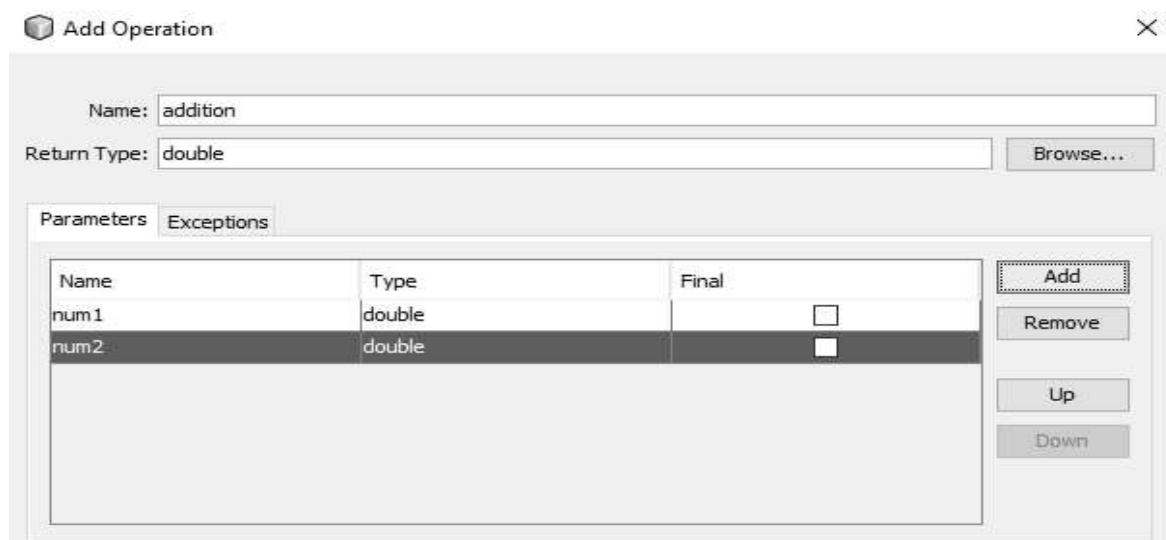 Add Operation
Name: addition
Return Type: double Browse...
Parameters Exceptions
Name Type Final Add
num1 double Remove
num2 double
Up
Down